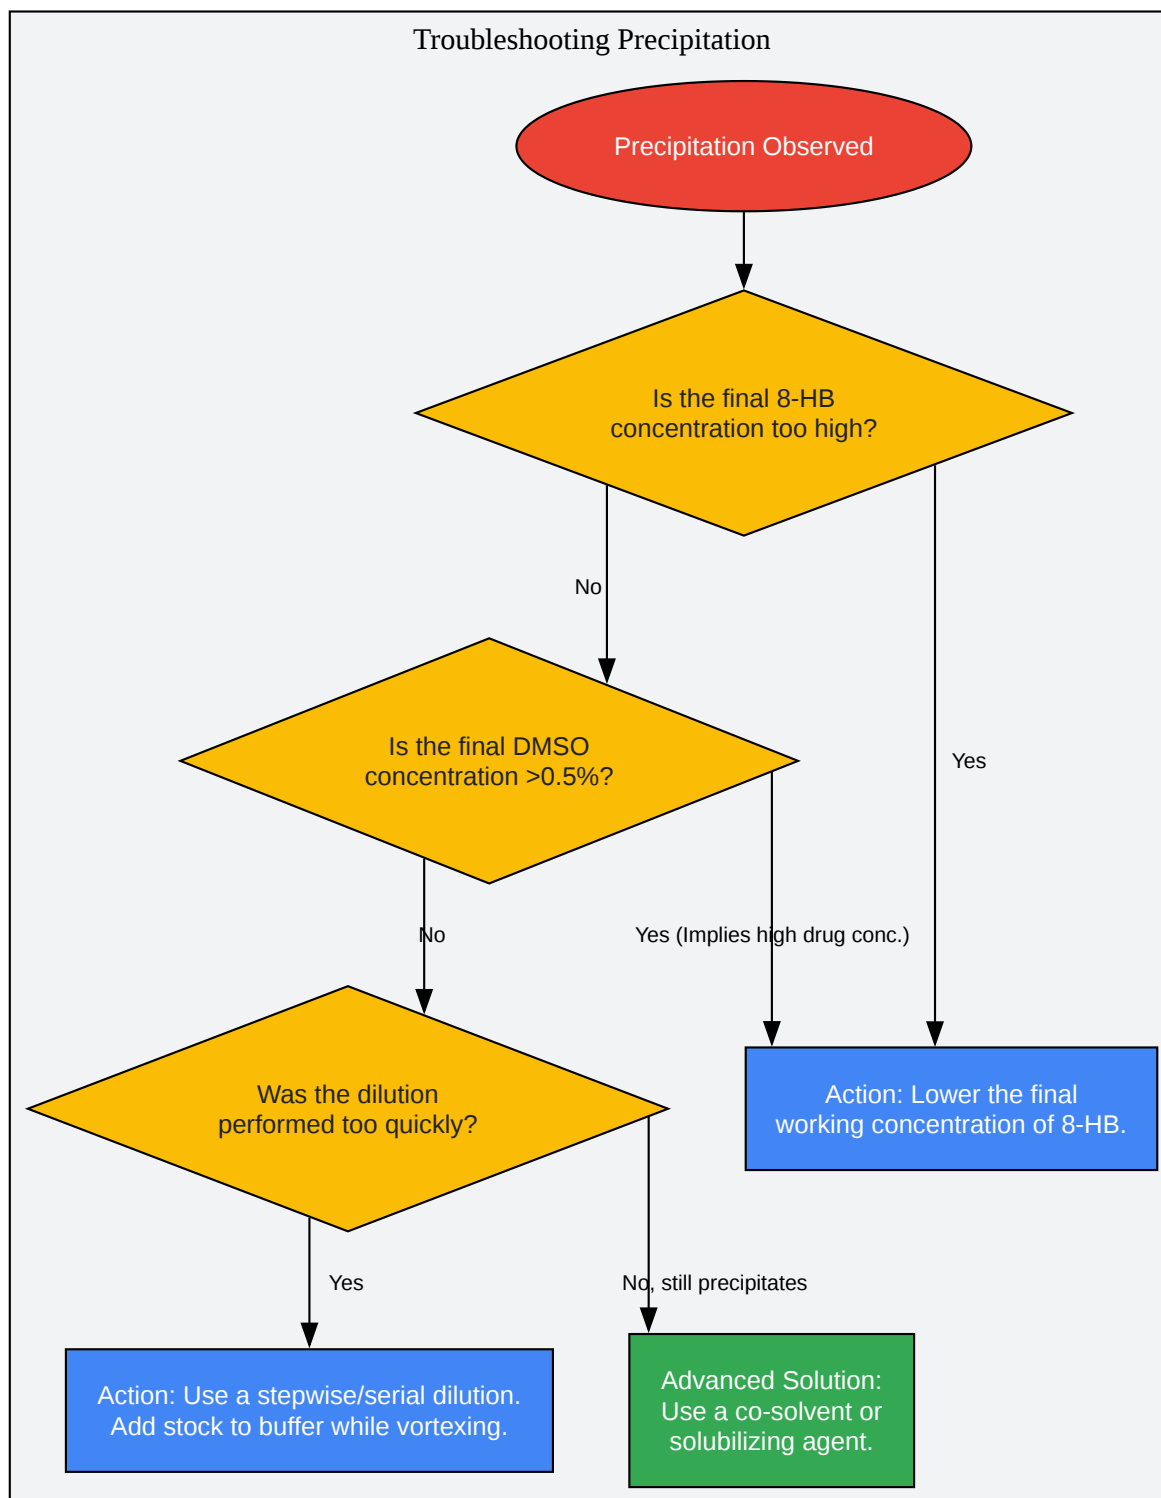 Troubleshooting Precipitation
Precipitation Observed
Is the final 8-HB
concentration too high?
No
Is the final DMSO
concentration >0.5%?
Yes
No
Yes (Implies high drug conc.)
Was the dilution
performed too quickly?
Action: Lower the final
working concentration of 8-HB.
Yes
No, still precipitates
Action: Use a stepwise/serial dilution.
Add stock to buffer while vortexing.
Advanced Solution:
Use a co-solvent or
solubilizing agent.